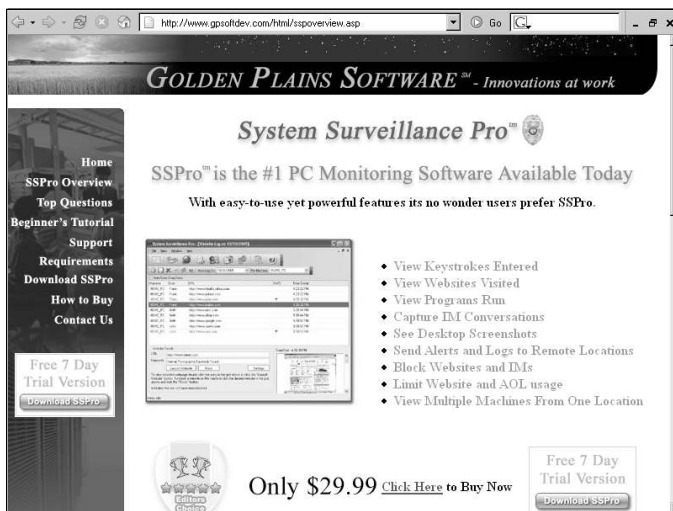 http://www.gpsoftdev.com/html/sspoverview.asp
Go
GOLDEN PLAINS SOFTWARE℠ - Innovations at work
System Surveillance Pro™
SSPro™ is the #1 PC Monitoring Software Available Today
With easy-to-use yet powerful features its no wonder users prefer SSPro.
Home
SSPro Overview
Top Questions
Beginner's Tutorial
Support
Requirements
Download SSPro
How to Buy
Contact Us
Free 7 Day
Trial Version
Download SSPro
View Keystrokes Entered
View Websites Visited
View Programs Run
Capture IM Conversations
See Desktop Screenshots
Send Alerts and Logs to Remote Locations
Block Websites and IMs
Limit Website and AOL usage
View Multiple Machines From One Location
Editors
Choice
Only $29.99 Click Here to Buy Now
Free 7 Day
Trial Version
Download SSPro